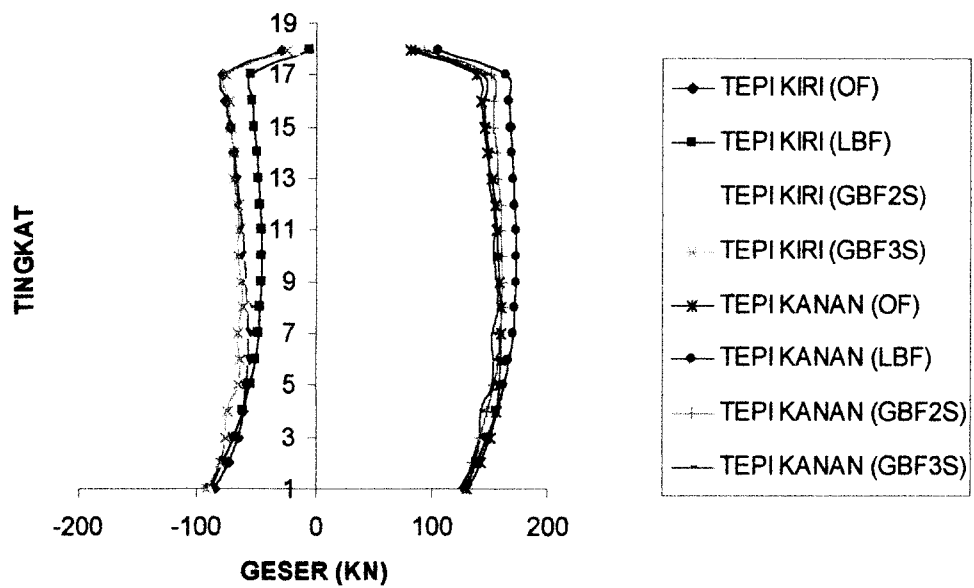 19
17
15
13
11
9
7
5
3
1
TINGKAT
-200 -100 0 100 200
GESER (KN)
TEPI KIRI (OF)
TEPI KIRI (LBF)
TEPI KIRI (GBF2S)
TEPI KIRI (GBF3S)
TEPI KANAN (OF)
TEPI KANAN (LBF)
TEPI KANAN (GBF2S)
TEPI KANAN (GBF3S)